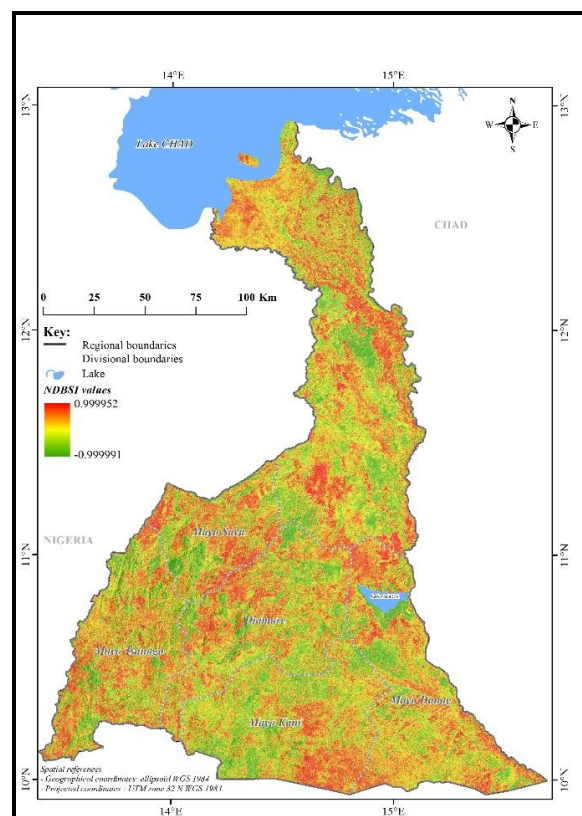 14°E 15°E
13°N 13°N
N
W E
S
Lake CHAD
CHAD
0 25 50 75 100 Km
12°N 12°N
Key:
Regional boundaries
Divisional boundaries
Lake
NDBSI values
0.999952
-0.999991
Mayo Sava
NIGERIA
11°N 11°N
Diamare
Mayo Tsanaga
Mayo Danay
Mayo Kani
Spatial references
- Geographical coordinates: ellipsoid WGS 1984
- Projected coordinates : UTM zone 32 N WGS 1984
10°N 10°N
14°E 15°E